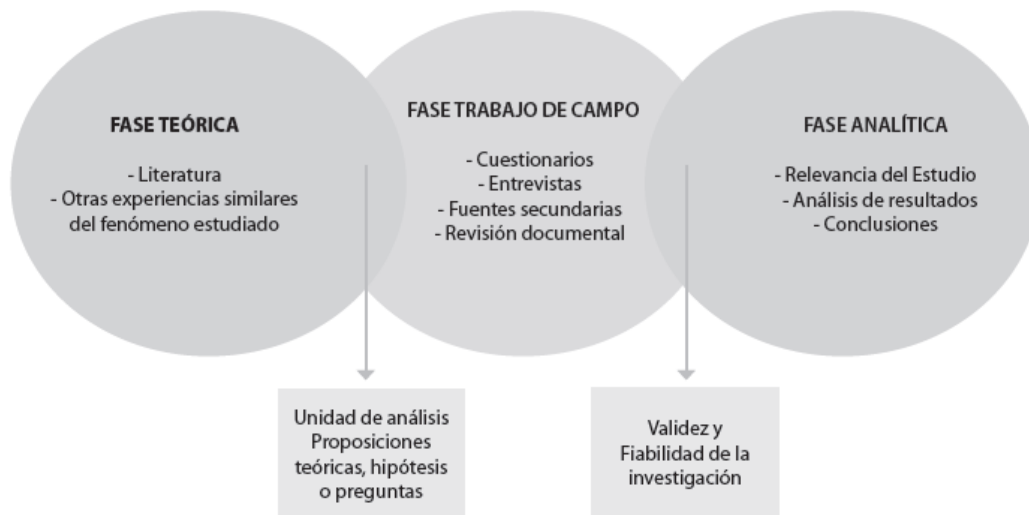 FASE TEÓRICA
- Literatura
- Otras experiencias similares
del fenómeno estudiado
FASE TRABAJO DE CAMPO
- Cuestionarios
- Entrevistas
- Fuentes secundarias
- Revisión documental
FASE ANALÍTICA
- Relevancia del Estudio
- Análisis de resultados
- Conclusiones
Unidad de análisis
Proposiciones
teóricas, hipótesis
o preguntas
Validez y
Fiabilidad de la
investigación